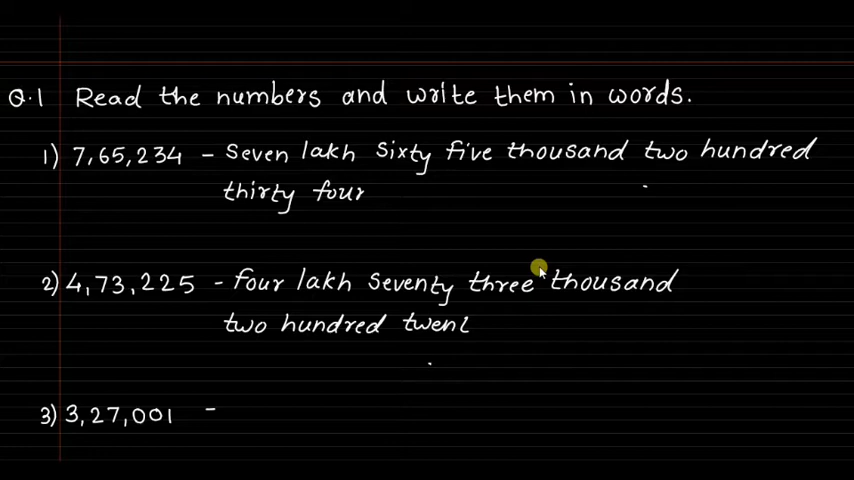 Q.1 Read the numbers and write them in words.
1) 7,65,234 - Seven lakh sixty five thousand two hundred
thirty four
2) 4,73,225 - four lakh seventy three thousand
two hundred twent
3) 3,27,001 -